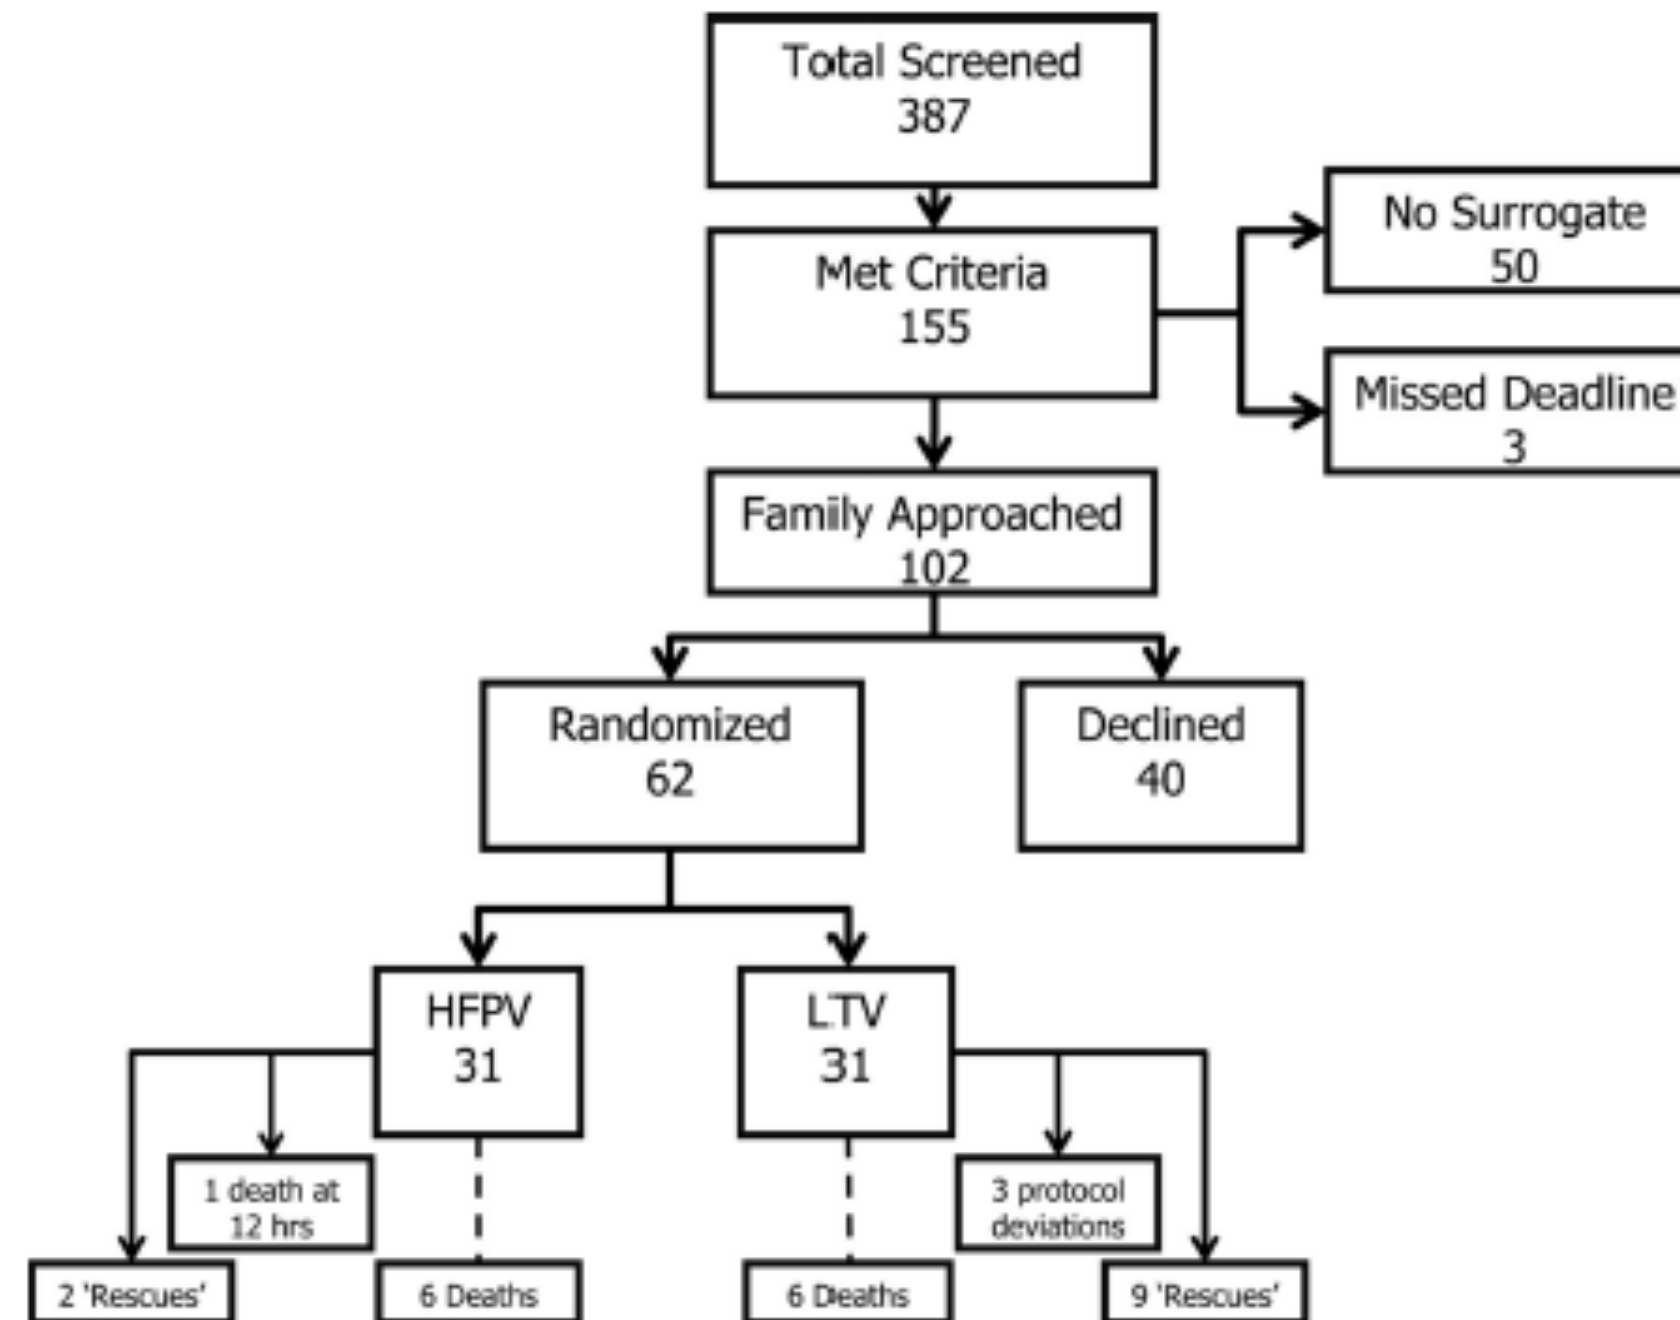 Total Screened
387
Met Criteria
155
No Surrogate
50
Missed Deadline
3
Family Approached
102
Randomized
62
Declined
40
HFPV
31
LTV
31
1 death at
12 hrs
3 protocol
deviations
2 'Rescues'
6 Deaths
6 Deaths
9 'Rescues'